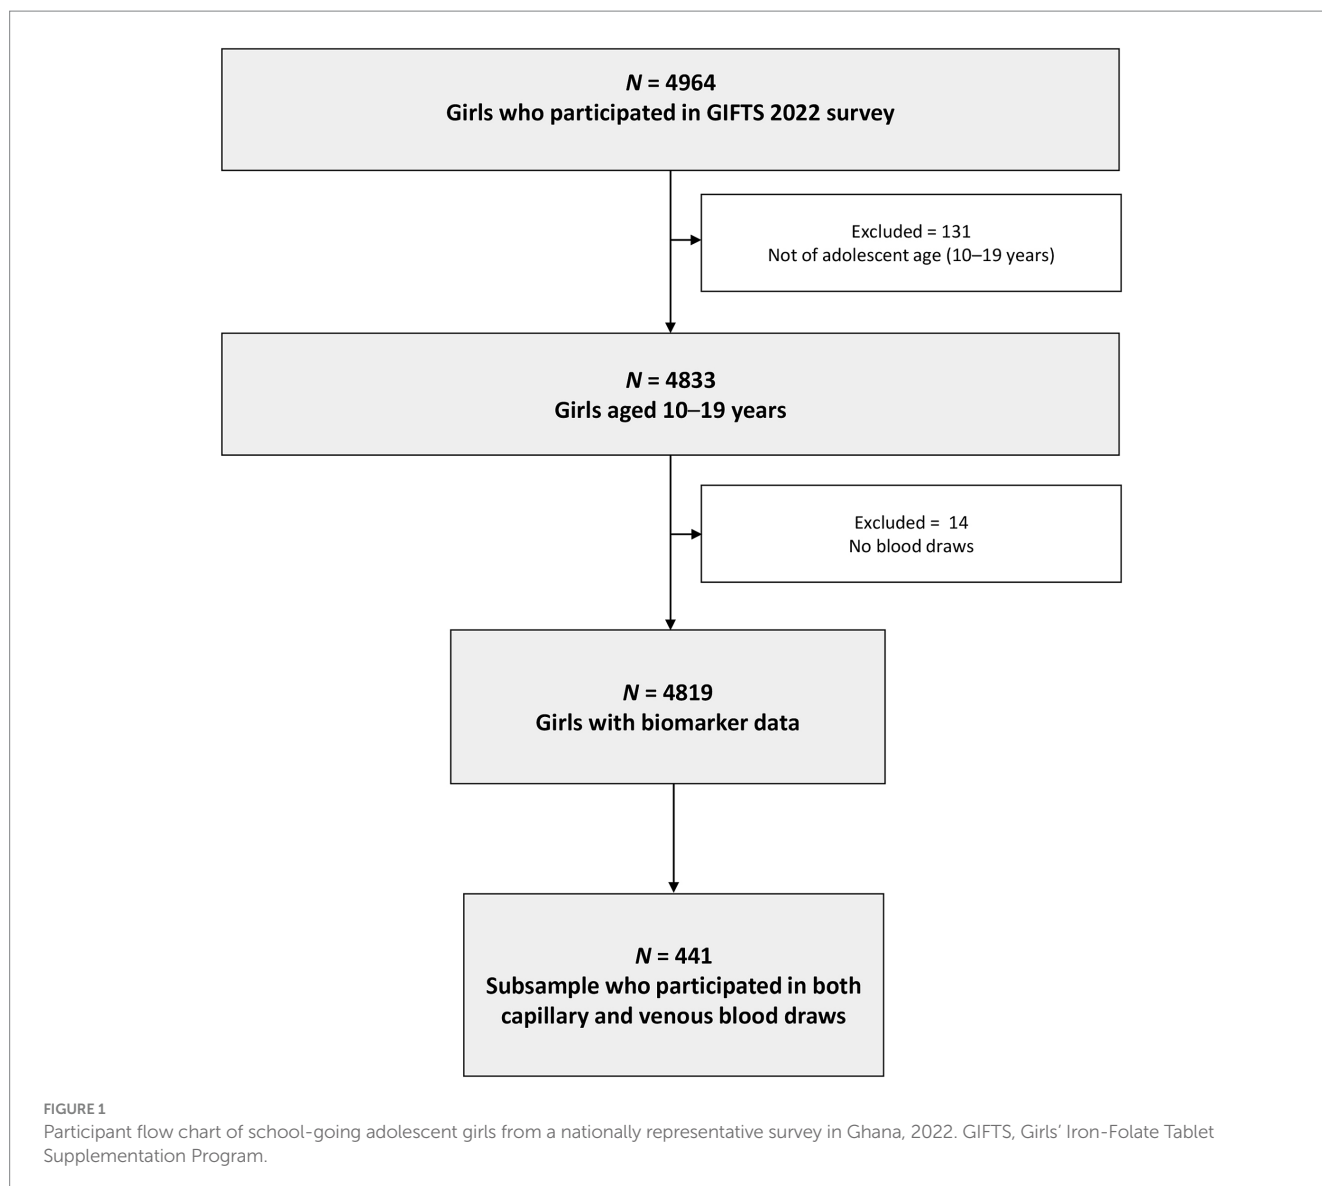 N = 4964
Girls who participated in GIFTS 2022 survey
Excluded = 131
Not of adolescent age (10–19 years)
N = 4833
Girls aged 10–19 years
Excluded =  14
No blood draws
N = 4819
Girls with biomarker data
N = 441
Subsample who participated in both
capillary and venous blood draws
FIGURE 1
Participant flow chart of school-going adolescent girls from a nationally representative survey in Ghana, 2022. GIFTS, Girls’ Iron-Folate Tablet
Supplementation Program.